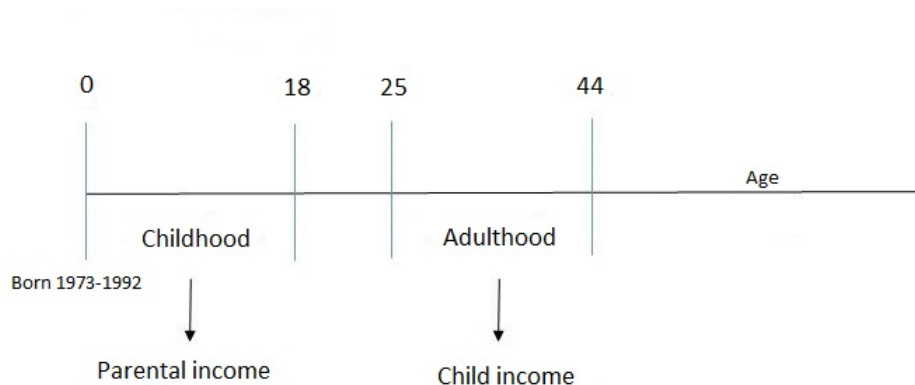 0
18
25
44
Age
Childhood
Adulthood
Born 1973-1992
Parental income
Child income